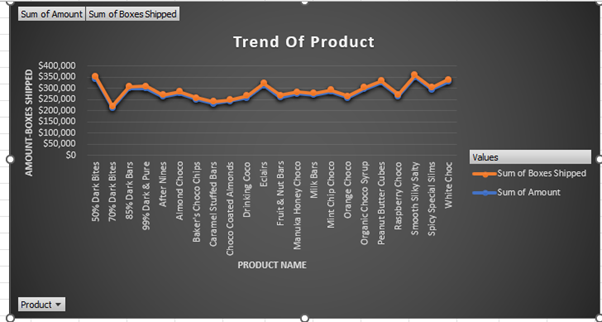 Sum of Amount Sum of Boxes Shipped
Trend Of Product
AMOUNT-BOXES SHIPPED
$400,000
$350,000
$300,000
$250,000
$200,000
$150,000
$100,000
$50,000
$0
50% Dark Bites
70% Dark Bites
85% Dark Bars
99% Dark & Pure
After Nines
Almond Choco
Baker's Choco Chips
Caramel Stuffed Bars
Choco Coated Almonds
Drinking Coco
Eclairs
Fruit & Nut Bars
Manuka Honey Choco
Milk Bars
Mint Chip Choco
Orange Choco
Organic Choco Syrup
Peanut Butter Cubes
Raspberry Choco
Smooth Silky Salty
Spicy Special Slims
White Choc
PRODUCT NAME
Values
Sum of Boxes Shipped
Sum of Amount
Product